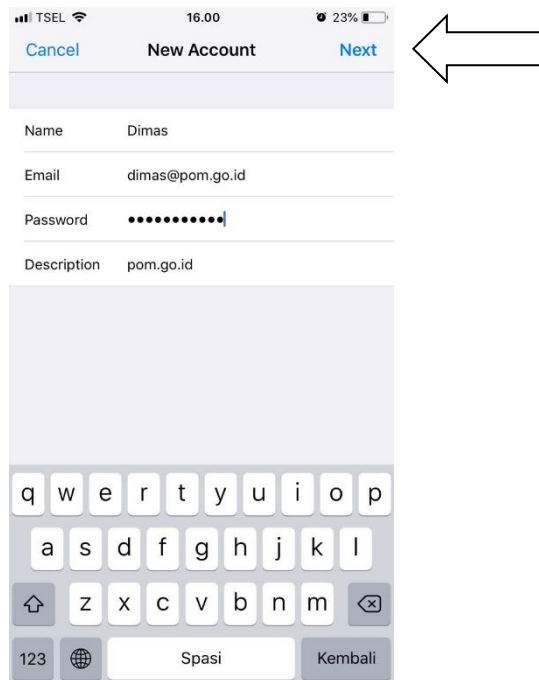 TSEL 16.00 23%
Cancel New Account Next
Name Dimas
Email dimas@pom.go.id
Password •••••••••••
Description pom.go.id
q w e r t y u i o p
a s d f g h j k l
z x c v b n m
123 Spasi Kembali